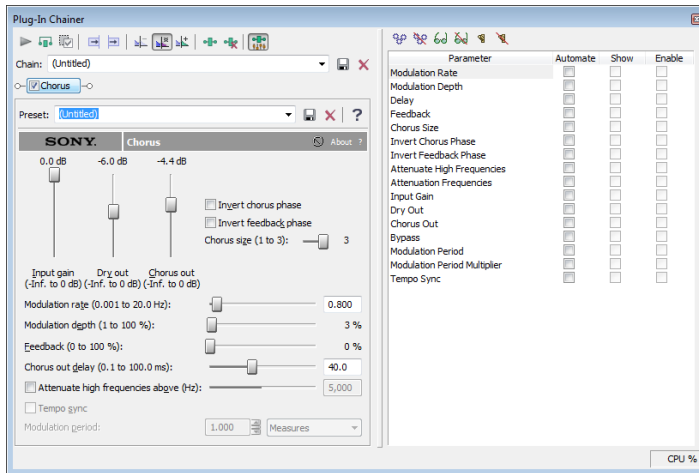 Plug-In Chainer
Chain: (Untitled)
Chorus
Preset: (Untitled)
SONY. Chorus About ?
0.0 dB -6.0 dB -4.4 dB
Invert chorus phase
Invert feedback phase
Chorus size (1 to 3): 3
Input gain Dry out Chorus out
(-Inf. to 0 dB) (-Inf. to 0 dB) (-Inf. to 0 dB)
Modulation rate (0.001 to 20.0 Hz): 0.800
Modulation depth (1 to 100 %): 3 %
Feedback (0 to 100 %): 0 %
Chorus out delay (0.1 to 100.0 ms): 40.0
Attenuate high frequencies above (Hz): 5,000
Tempo sync
Modulation period: 1.000 Measures
Parameter Automate Show Enable
Modulation Rate
Modulation Depth
Delay
Feedback
Chorus Size
Invert Chorus Phase
Invert Feedback Phase
Attenuate High Frequencies
Attenuation Frequencies
Input Gain
Dry Out
Chorus Out
Bypass
Modulation Period
Modulation Period Multiplier
Tempo Sync
CPU %